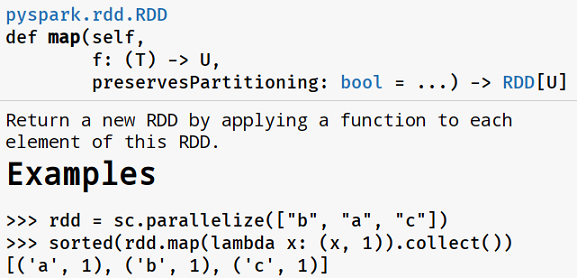 pyspark.rdd.RDD
def map(self,
        f: (T) -> U,
        preservesPartitioning: bool = ...) -> RDD[U]
Return a new RDD by applying a function to each
element of this RDD.
Examples
>>> rdd = sc.parallelize(["b", "a", "c"])
>>> sorted(rdd.map(lambda x: (x, 1)).collect())
[('a', 1), ('b', 1), ('c', 1)]